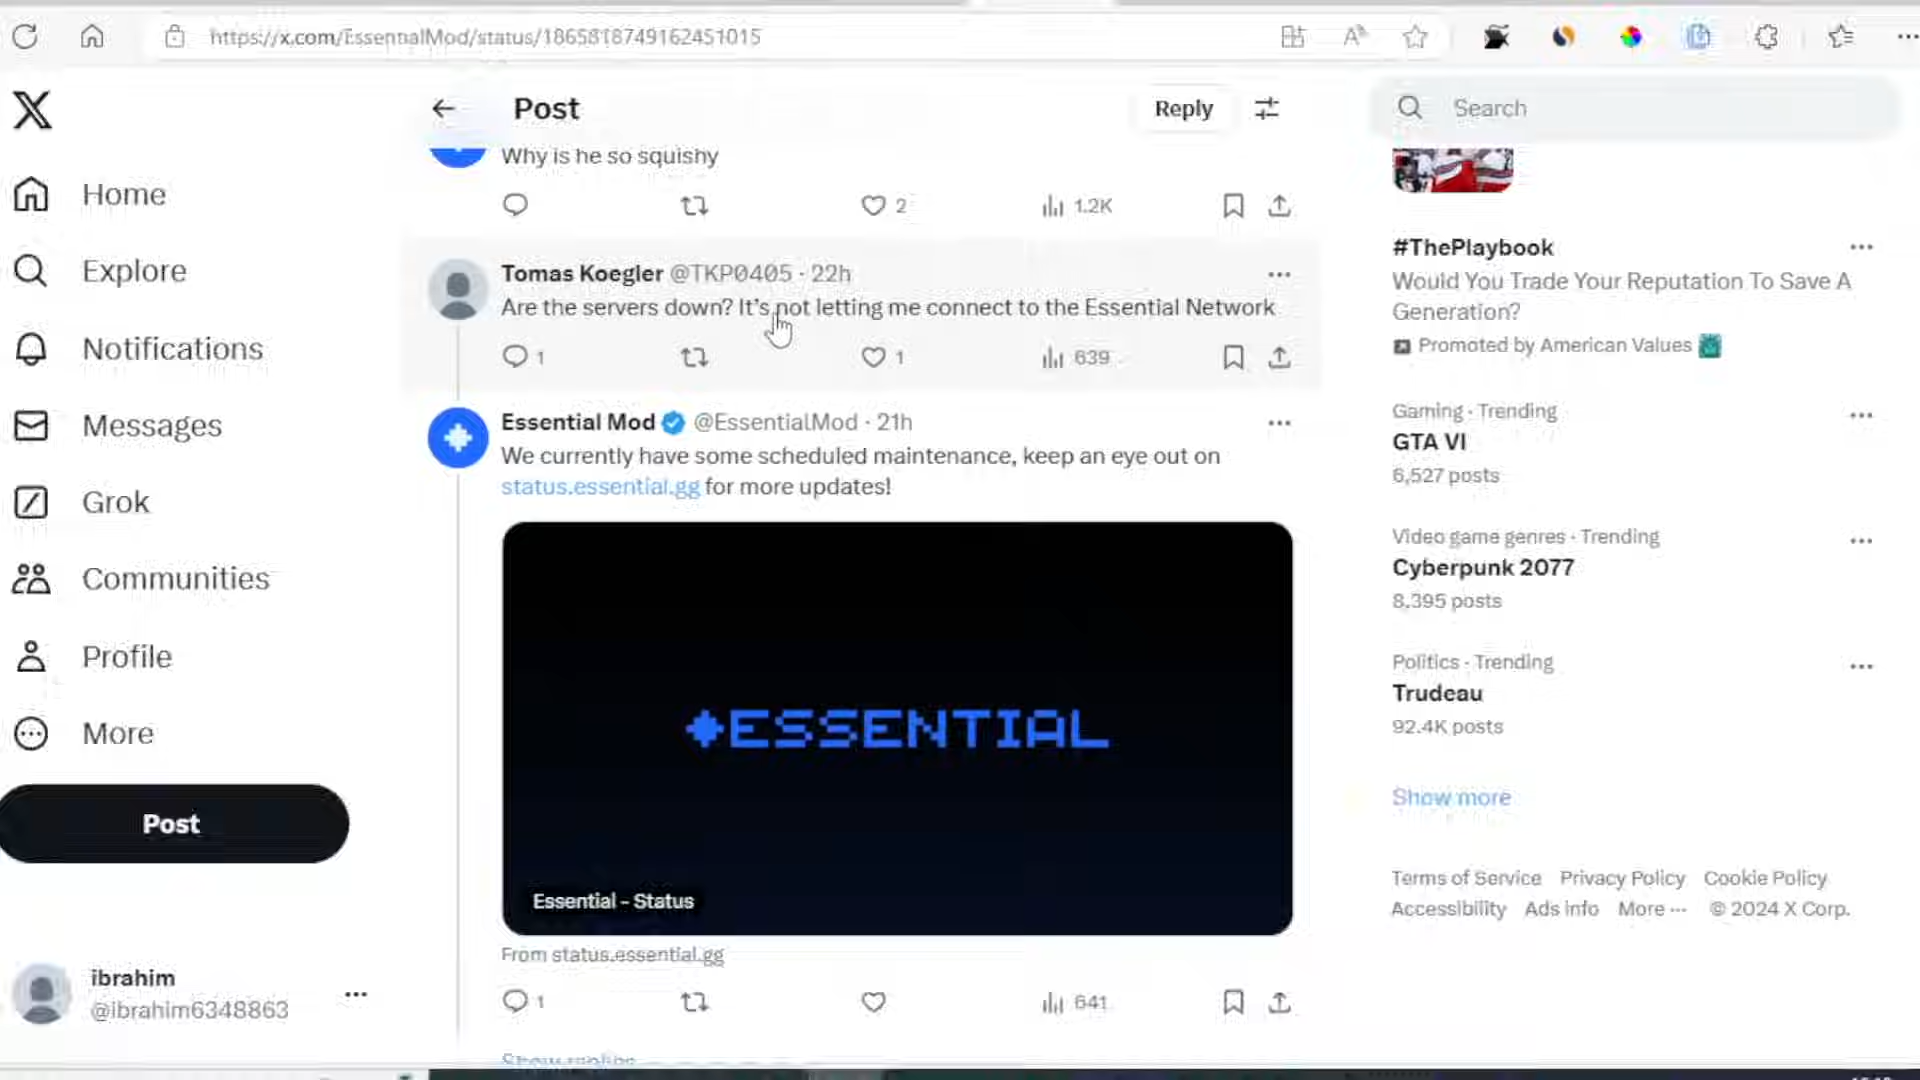 https://x.com/EssentialMod/status/1865818749162451015
Post
Reply
Search
Home
Explore
Notifications
Messages
Grok
Communities
Profile
More
Post
ibrahim
@ibrahim6348863
Why is he so squishy
2
1.2K
Tomas Koegler @TKP0405 · 22h
Are the servers down? It's not letting me connect to the Essential Network
1
1
639
Essential Mod @EssentialMod · 21h
We currently have some scheduled maintenance, keep an eye out on
status.essential.gg for more updates!
ESSENTIAL
Essential - Status
From status.essential.gg
1
641
Show replies
#ThePlaybook
Would You Trade Your Reputation To Save A
Generation?
Promoted by American Values
Gaming · Trending
GTA VI
6,527 posts
Video game genres · Trending
Cyberpunk 2077
8,395 posts
Politics · Trending
Trudeau
92.4K posts
Show more
Terms of Service Privacy Policy Cookie Policy
Accessibility Ads info More ··· © 2024 X Corp.